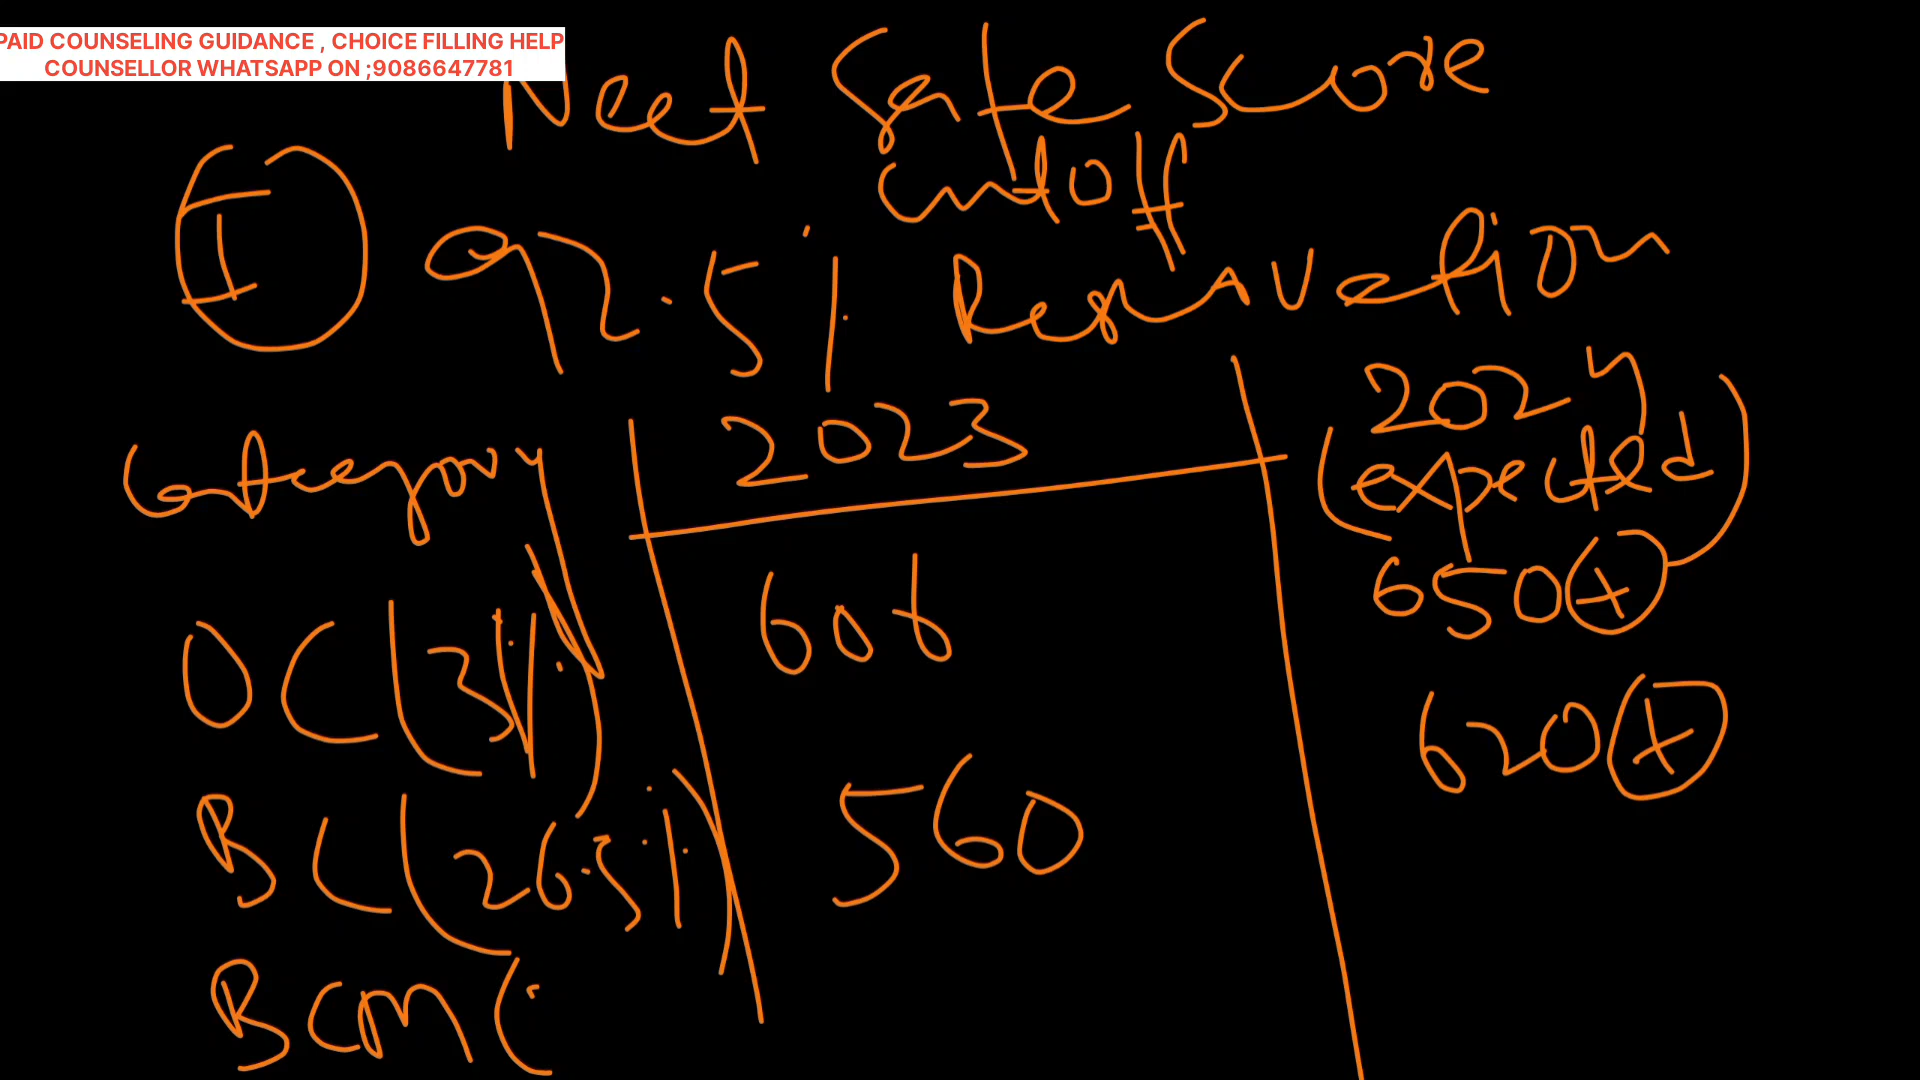 PAID COUNSELING GUIDANCE , CHOICE FILLING HELP
COUNSELLOR WHATSAPP ON ;9086647781
Neet Safe Score
cutoff
I 92.5% Reservation
Category 2023 2024
(expected)
OC (31%) 606 650+
BC (26.5%) 560 620+
BCM (